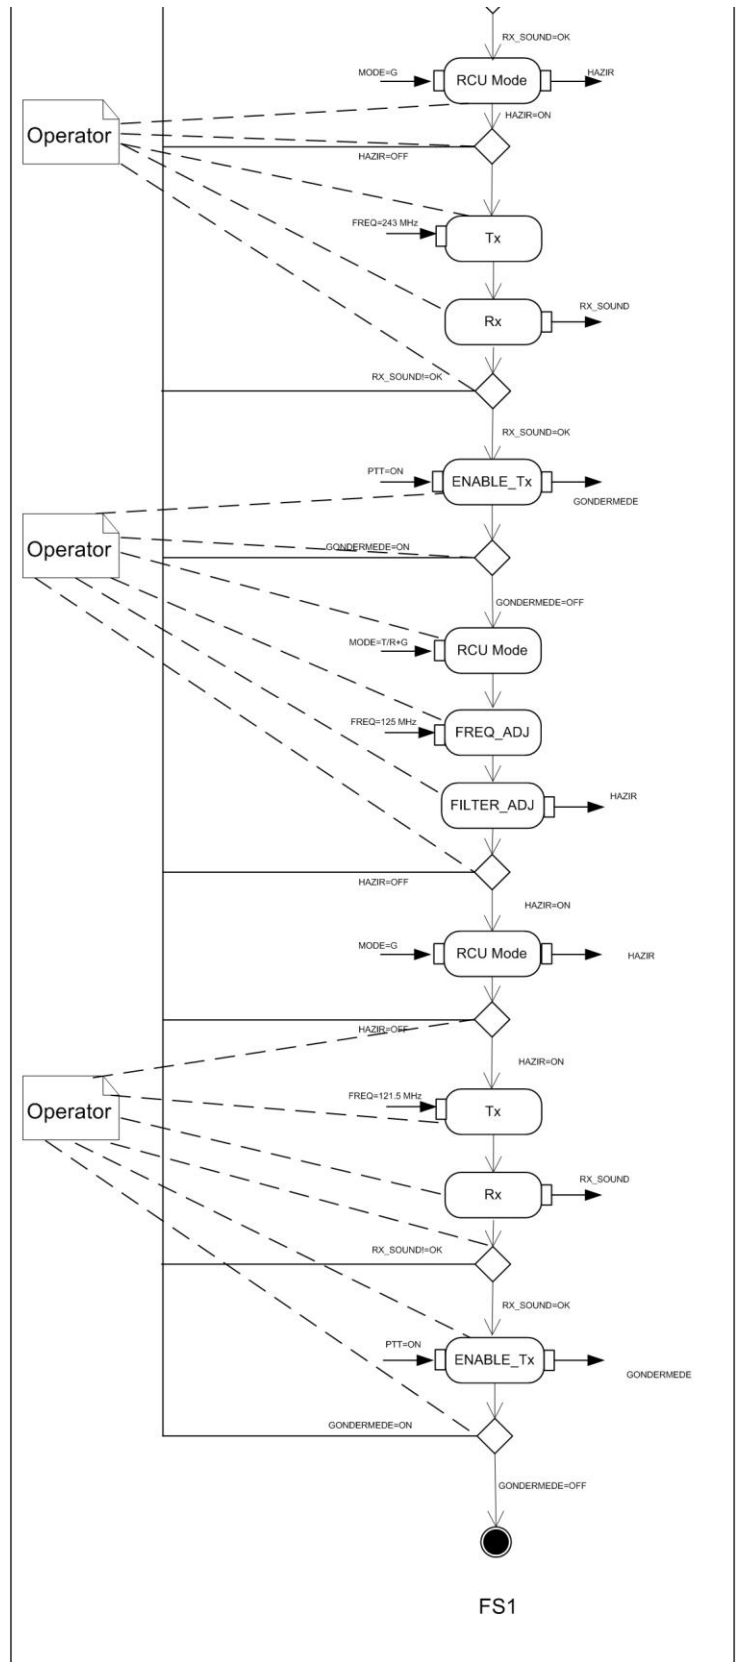 RX_SOUND=OK
MODE=G
RCU Mode
HAZIR
HAZIR=ON
Operator
HAZIR=OFF
FREQ=243 MHz
Tx
Rx
RX_SOUND
RX_SOUND!=OK
RX_SOUND=OK
PTT=ON
ENABLE_Tx
GONDERMEDE
Operator
GONDERMEDE=ON
GONDERMEDE=OFF
MODE=T/R+G
RCU Mode
FREQ=125 MHz
FREQ_ADJ
FILTER_ADJ
HAZIR
HAZIR=OFF
HAZIR=ON
MODE=G
RCU Mode
HAZIR
HAZIR=OFF
HAZIR=ON
Operator
FREQ=121.5 MHz
Tx
Rx
RX_SOUND
RX_SOUND!=OK
RX_SOUND=OK
PTT=ON
ENABLE_Tx
GONDERMEDE
GONDERMEDE=ON
GONDERMEDE=OFF
FS1